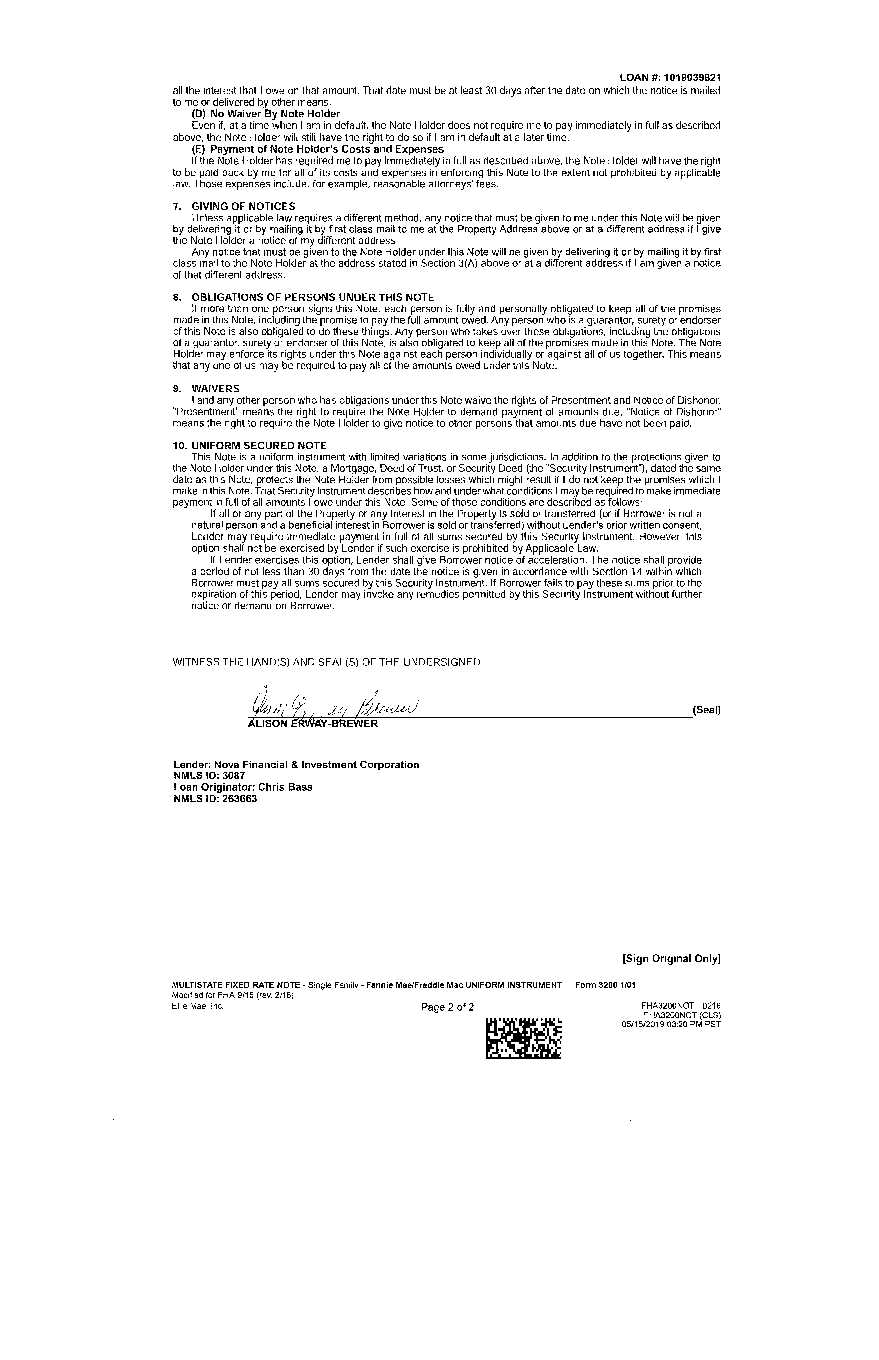 LOAN #: 1018939821
all the interest that I owe on that amount. That date must be at least 30 days after the date on which the notice is mailed
to me or delivered by other means.
(D) No Waiver By Note Holder
Even if, at a time when I am in default, the Note Holder does not require me to pay immediately in full as described
above, the Note Holder will still have the right to do so if I am in default at a later time.
(E) Payment of Note Holder's Costs and Expenses
If the Note Holder has required me to pay immediately in full as described above, the Note Holder will have the right
to be paid back by me for all of its costs and expenses in enforcing this Note to the extent not prohibited by applicable
law. Those expenses include, for example, reasonable attorneys' fees.
7. GIVING OF NOTICES
Unless applicable law requires a different method, any notice that must be given to me under this Note will be given
by delivering it or by mailing it by first class mail to me at the Property Address above or at a different address if I give
the Note Holder a notice of my different address.
Any notice that must be given to the Note Holder under this Note will be given by delivering it or by mailing it by first
class mail to the Note Holder at the address stated in Section 3(A) above or at a different address if I am given a notice
of that different address.
8. OBLIGATIONS OF PERSONS UNDER THIS NOTE
If more than one person signs this Note, each person is fully and personally obligated to keep all of the promises
made in this Note, including the promise to pay the full amount owed. Any person who is a guarantor, surety or endorser
of this Note is also obligated to do these things. Any person who takes over these obligations, including the obligations
of a guarantor, surety or endorser of this Note, is also obligated to keep all of the promises made in this Note. The Note
Holder may enforce its rights under this Note against each person individually or against all of us together. This means
that any one of us may be required to pay all of the amounts owed under this Note.
9. WAIVERS
I and any other person who has obligations under this Note waive the rights of Presentment and Notice of Dishonor.
"Presentment" means the right to require the Note Holder to demand payment of amounts due. "Notice of Dishonor"
means the right to require the Note Holder to give notice to other persons that amounts due have not been paid.
10. UNIFORM SECURED NOTE
This Note is a uniform instrument with limited variations in some jurisdictions. In addition to the protections given to
the Note Holder under this Note, a Mortgage, Deed of Trust, or Security Deed (the "Security Instrument"), dated the same
date as this Note, protects the Note Holder from possible losses which might result if I do not keep the promises which I
make in this Note. That Security Instrument describes how and under what conditions I may be required to make immediate
payment in full of all amounts I owe under this Note. Some of those conditions are described as follows:
If all or any part of the Property or any Interest in the Property is sold or transferred (or if Borrower is not a
natural person and a beneficial interest in Borrower is sold or transferred) without Lender's prior written consent,
Lender may require immediate payment in full of all sums secured by this Security Instrument. However, this
option shall not be exercised by Lender if such exercise is prohibited by Applicable Law.
If Lender exercises this option, Lender shall give Borrower notice of acceleration. The notice shall provide
a period of not less than 30 days from the date the notice is given in accordance with Section 14 within which
Borrower must pay all sums secured by this Security Instrument. If Borrower fails to pay these sums prior to the
expiration of this period, Lender may invoke any remedies permitted by this Security Instrument without further
notice or demand on Borrower.
WITNESS THE HAND(S) AND SEAL(S) OF THE UNDERSIGNED
(Seal)
ALISON ERWAY-BREWER
Lender: Nova Financial & Investment Corporation
NMLS ID: 3087
Loan Originator: Chris Bass
NMLS ID: 263663
[Sign Original Only]
MULTISTATE FIXED RATE NOTE - Single Family - Fannie Mae/Freddie Mac UNIFORM INSTRUMENT Form 3200 1/01
Modified for FHA 9/15 (rev. 2/16)
Ellie Mae, Inc. Page 2 of 2 FHA3200NOT 0216
FHA3200NOT (CLS)
05/15/2019 03:20 PM PST